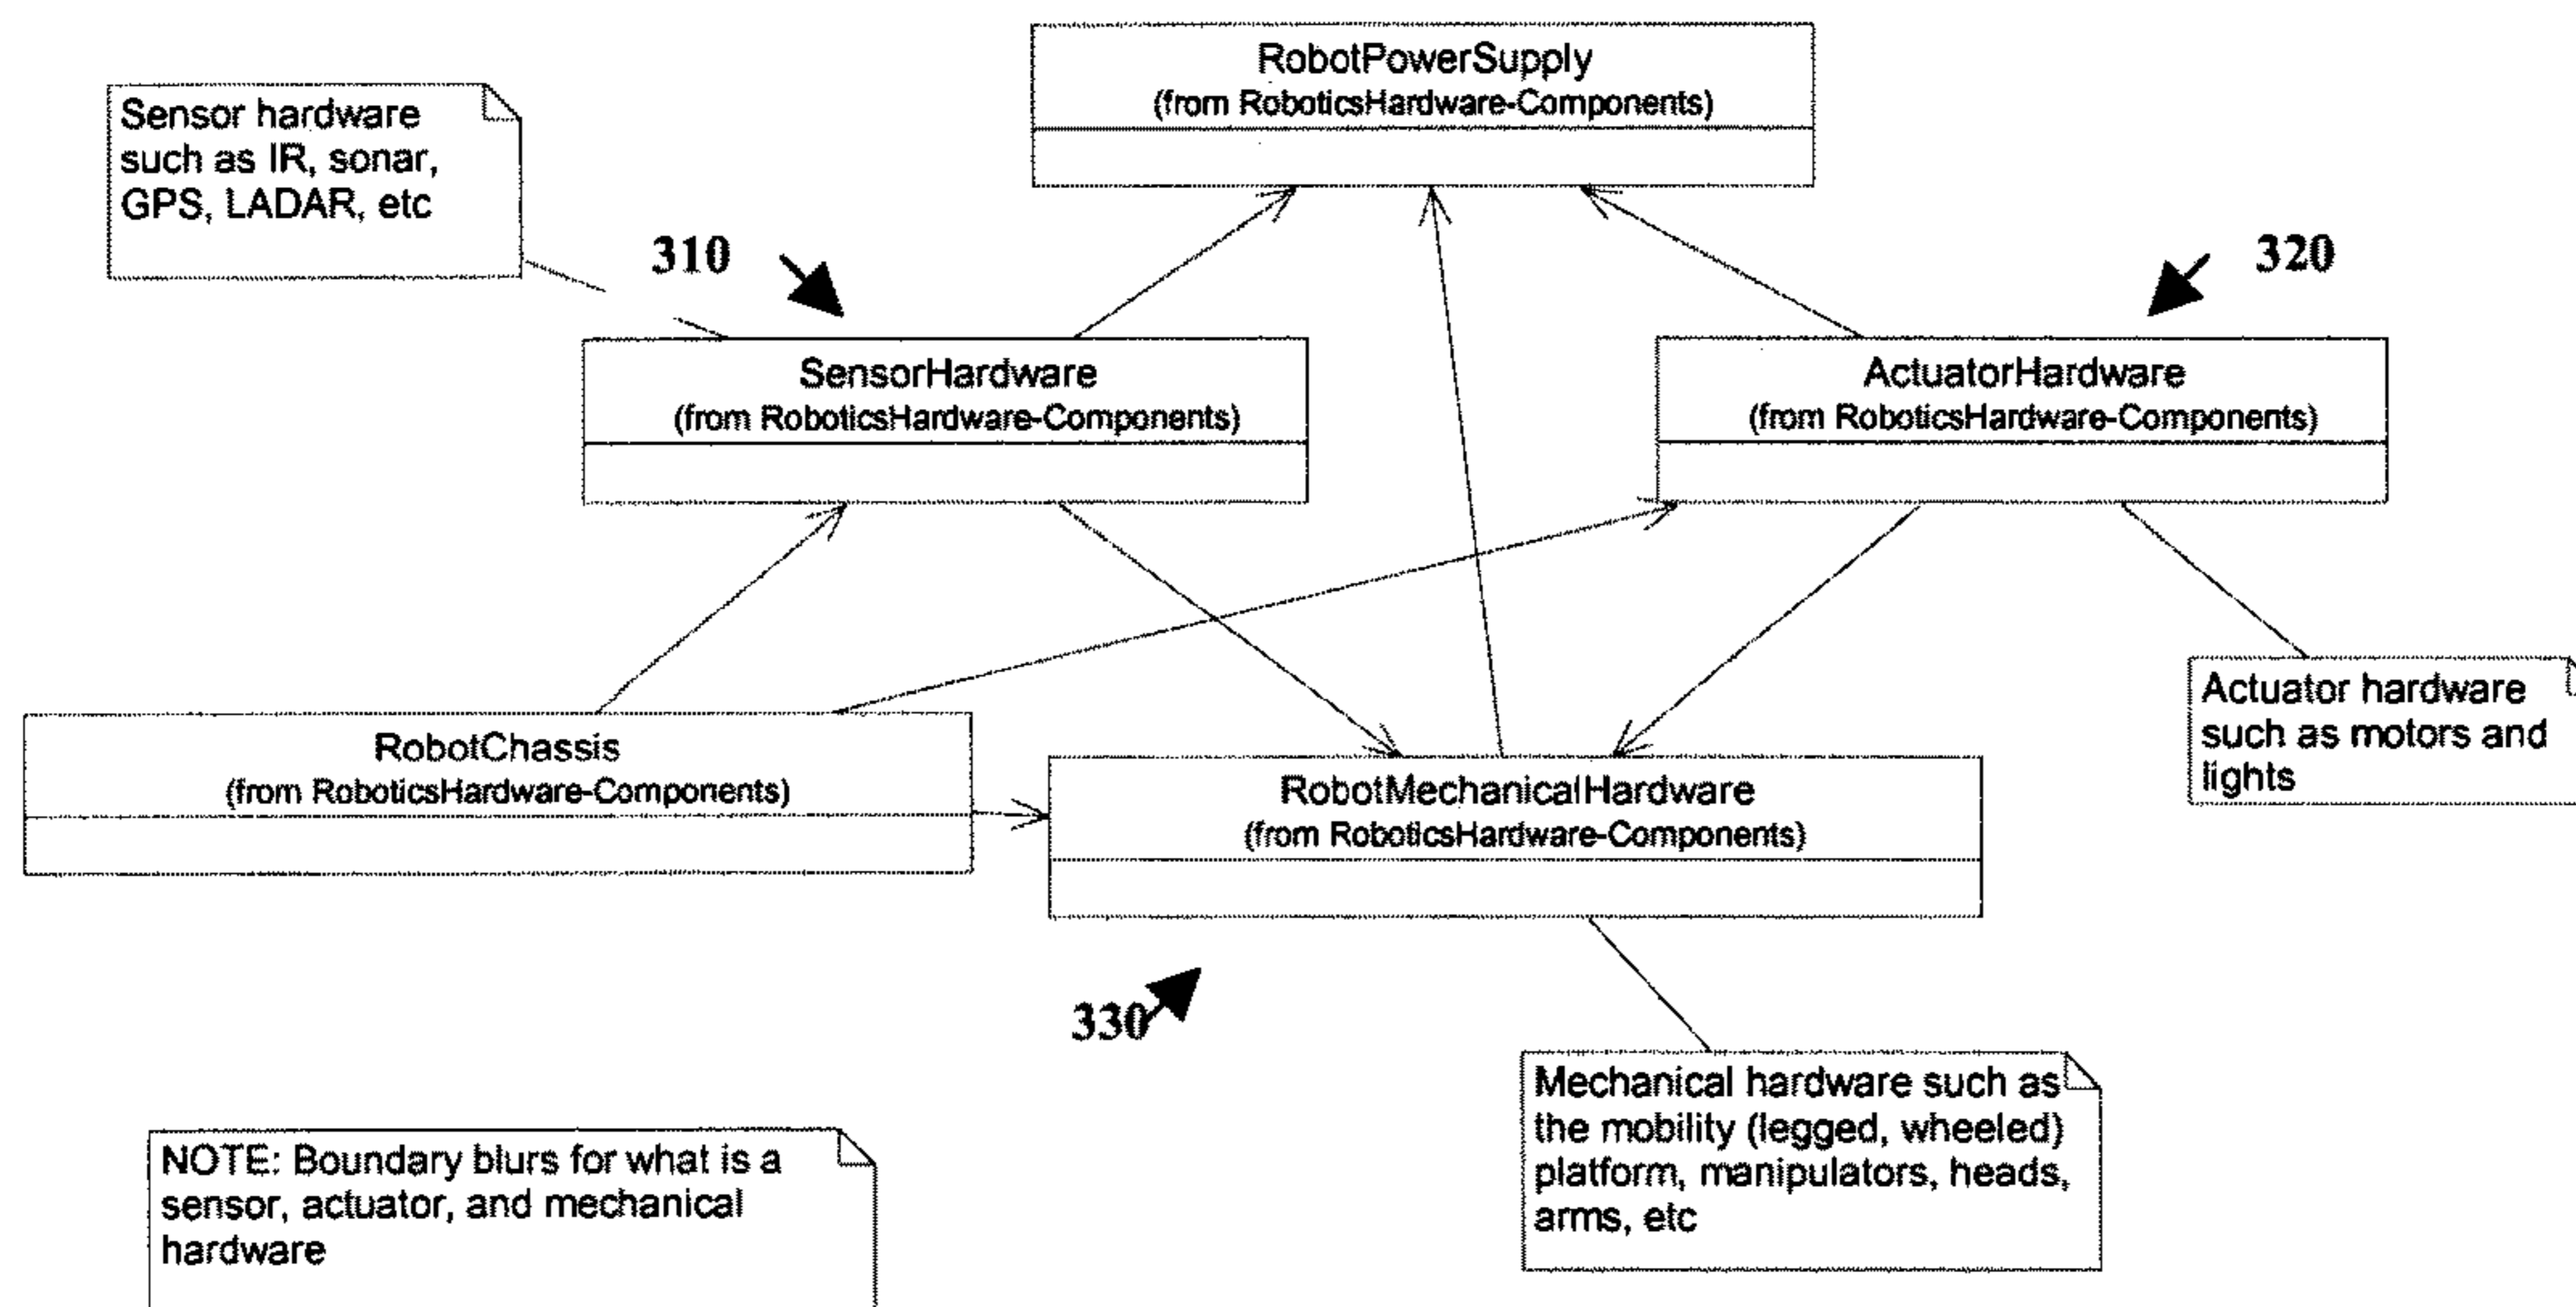 RobotPowerSupply
(from RoboticsHardware-Components)
Sensor hardware
such as IR, sonar,
GPS, LADAR, etc
310
320
SensorHardware
(from RoboticsHardware-Components)
ActuatorHardware
(from RoboticsHardware-Components)
Actuator hardware
such as motors and
lights
RobotChassis
(from RoboticsHardware-Components)
RobotMechanicalHardware
(from RoboticsHardware-Components)
330
Mechanical hardware such as
the mobility (legged, wheeled)
platform, manipulators, heads,
arms, etc
NOTE: Boundary blurs for what is a
sensor, actuator, and mechanical
hardware